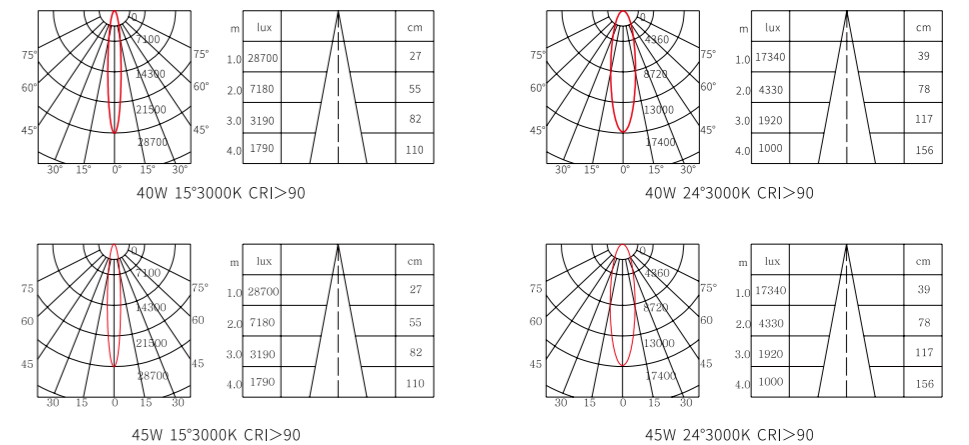 0
7100
14300
21500
28700
75° 75°
60° 60°
45° 45°
30° 15° 0° 15° 30°
m lux cm
1.0 28700 27
2.0 7180 55
3.0 3190 82
4.0 1790 110
40W 15°3000K CRI>90
0
4360
8720
13000
17400
75° 75°
60° 60°
45° 45°
30° 15° 0° 15° 30°
m lux cm
1.0 17340 39
2.0 4330 78
3.0 1920 117
4.0 1000 156
40W 24°3000K CRI>90
0
7100
14300
21500
28700
75 75°
60 60
45 45
30 15 0 15 30
m lux cm
1.0 28700 27
2.0 7180 55
3.0 3190 82
4.0 1790 110
45W 15°3000K CRI>90
0
4360
8720
13000
17400
75 75°
60 60
45 45
30 15 0 15 30
m lux cm
1.0 17340 39
2.0 4330 78
3.0 1920 117
4.0 1000 156
45W 24°3000K CRI>90